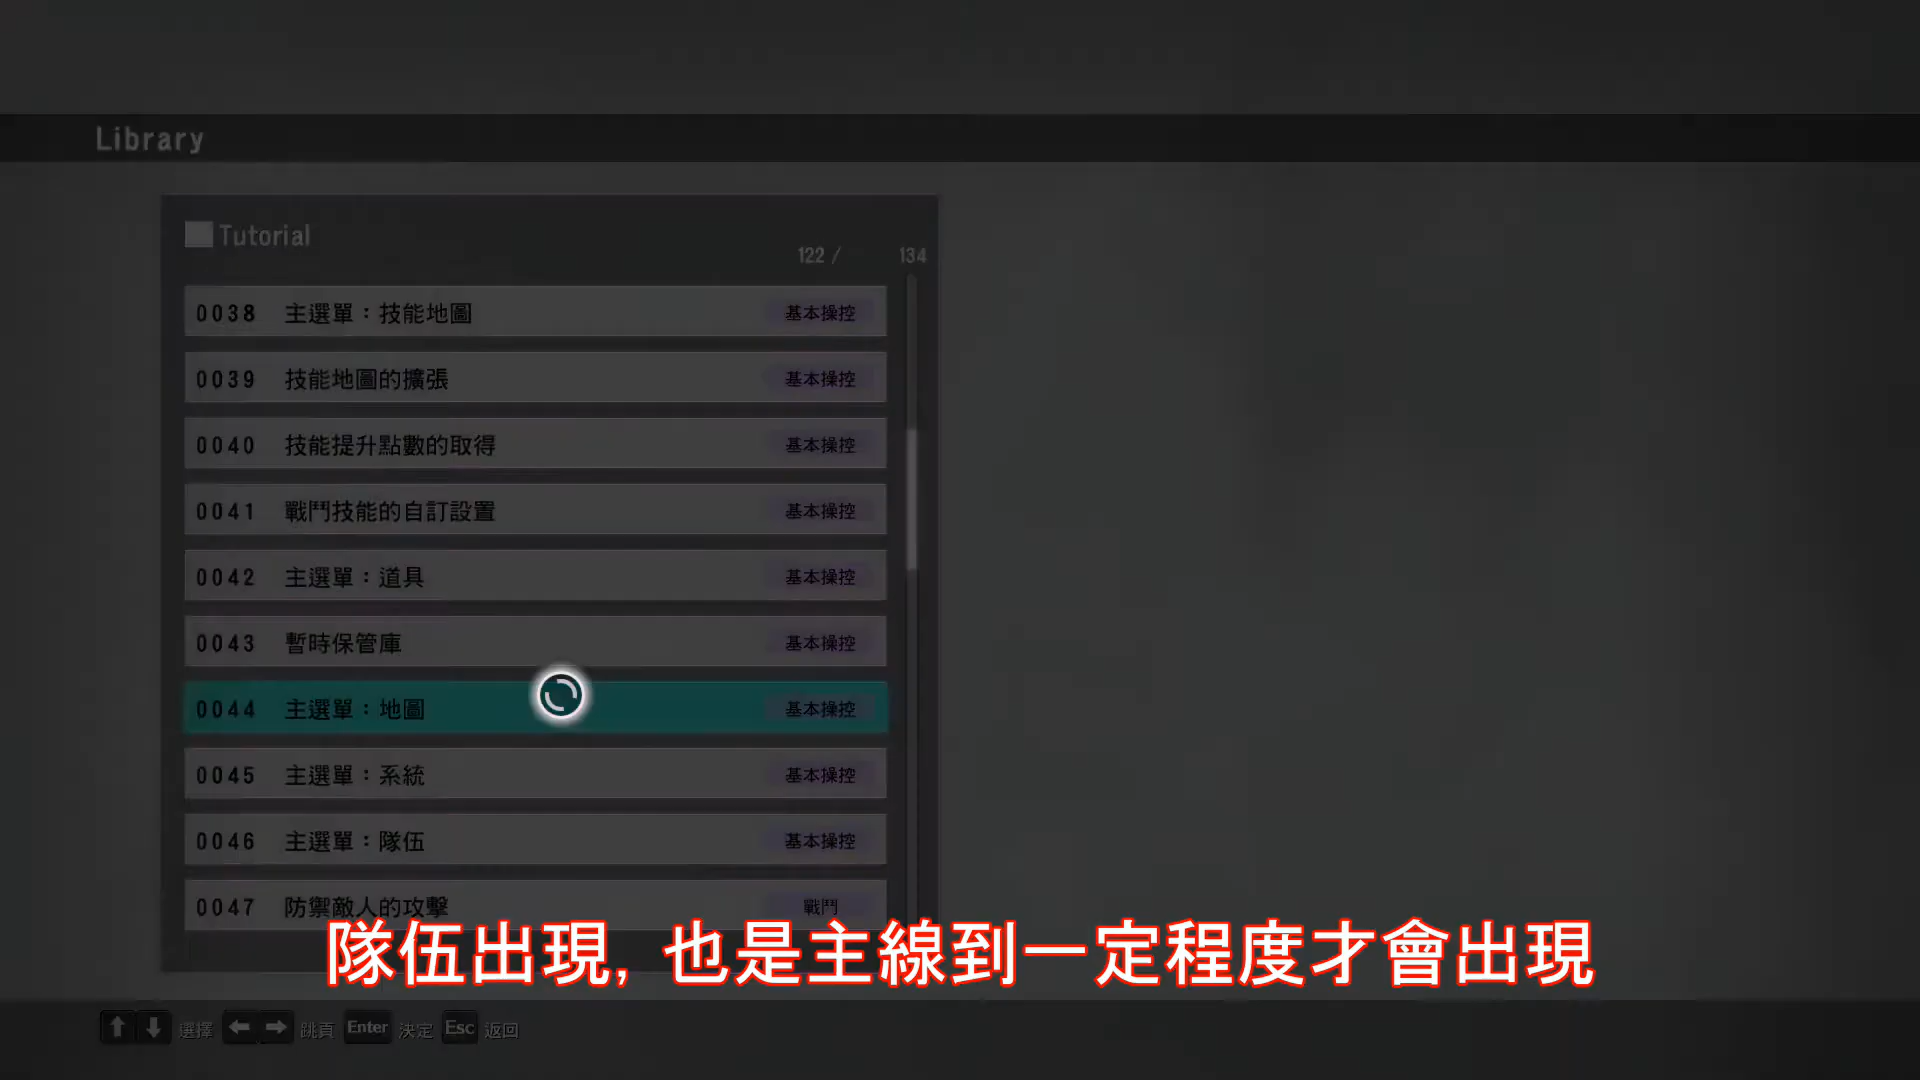 Library
Tutorial
122 / 134
0038 主選單：技能地圖 基本操控
0039 技能地圖的擴張 基本操控
0040 技能提升點數的取得 基本操控
0041 戰鬥技能的自訂設置 基本操控
0042 主選單：道具 基本操控
0043 暫時保管庫 基本操控
0044 主選單：地圖 基本操控
0045 主選單：系統 基本操控
0046 主選單：隊伍 基本操控
0047 防禦敵人的攻擊 戰鬥
隊伍出現, 也是主線到一定程度才會出現
↑ ↓ 選擇 ← → 跳頁 Enter 決定 Esc 返回